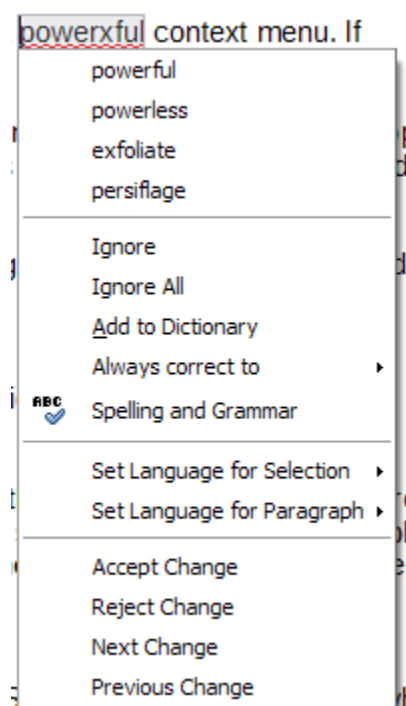 powerxful context menu. If
powerful
powerless
exfoliate
persiflage
Ignore
Ignore All
Add to Dictionary
Always correct to
ABC Spelling and Grammar
Set Language for Selection
Set Language for Paragraph
Accept Change
Reject Change
Next Change
Previous Change